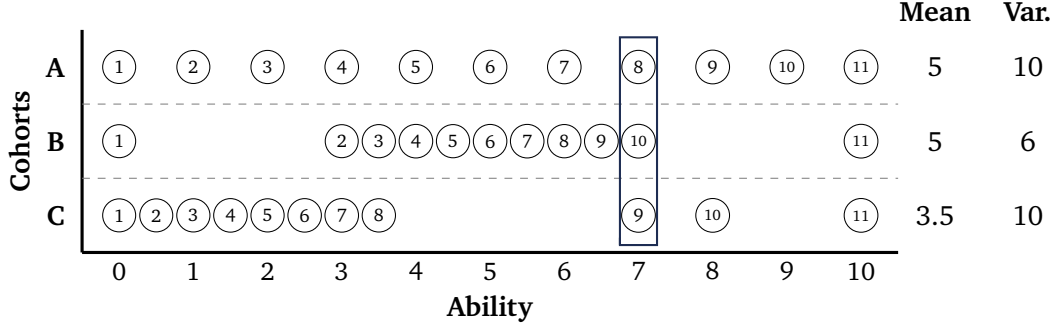 Mean Var.
A 1 2 3 4 5 6 7 8 9 10 11 5 10
B 1 2 3 4 5 6 7 8 9 10 11 5 6
C 1 2 3 4 5 6 7 8 9 10 11 3.5 10
Cohorts
0 1 2 3 4 5 6 7 8 9 10
Ability